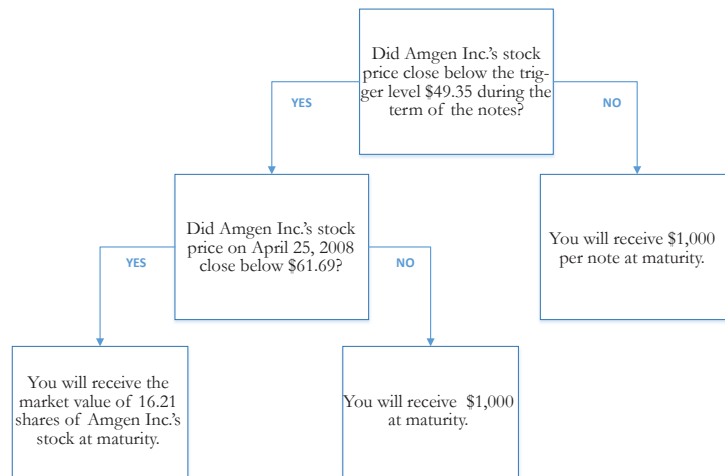 Did Amgen Inc.'s stock
price close below the trig-
ger level $49.35 during the
term of the notes?
YES
NO
Did Amgen Inc.'s stock
price on April 25, 2008
close below $61.69?
You will receive $1,000
per note at maturity.
YES
NO
You will receive the
market value of 16.21
shares of Amgen Inc.'s
stock at maturity.
You will receive $1,000
at maturity.